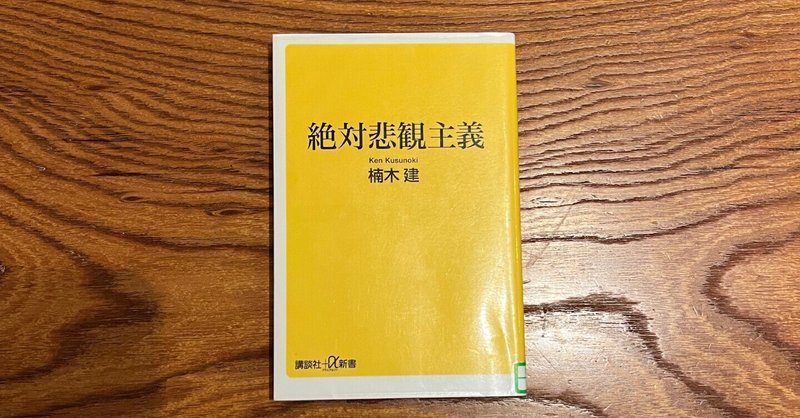 絶対悲観主義
Ken Kusunoki
楠木 建
講談社+α新書